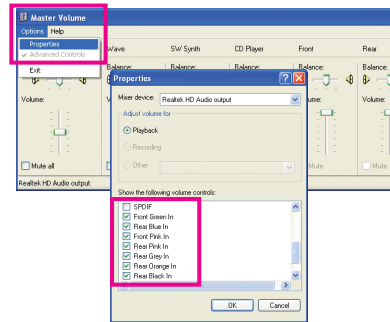 Master Volume
Options Help
Properties
Advanced Controls
Exit
Wave SW Synth CD Player Front Rear
Balance: Balance: Balance: Balance: Balance:
Volume:
Volume:
Mute all
Mute
Mute
Realtek HD Audio output
Properties
Mixer device: Realtek HD Audio output
Adjust volume for
Playback
Recording
Other
Show the following volume controls:
SPDIF
Front Green In
Rear Blue In
Front Pink In
Rear Pink In
Rear Grey In
Rear Orange In
Rear Black In
OK Cancel